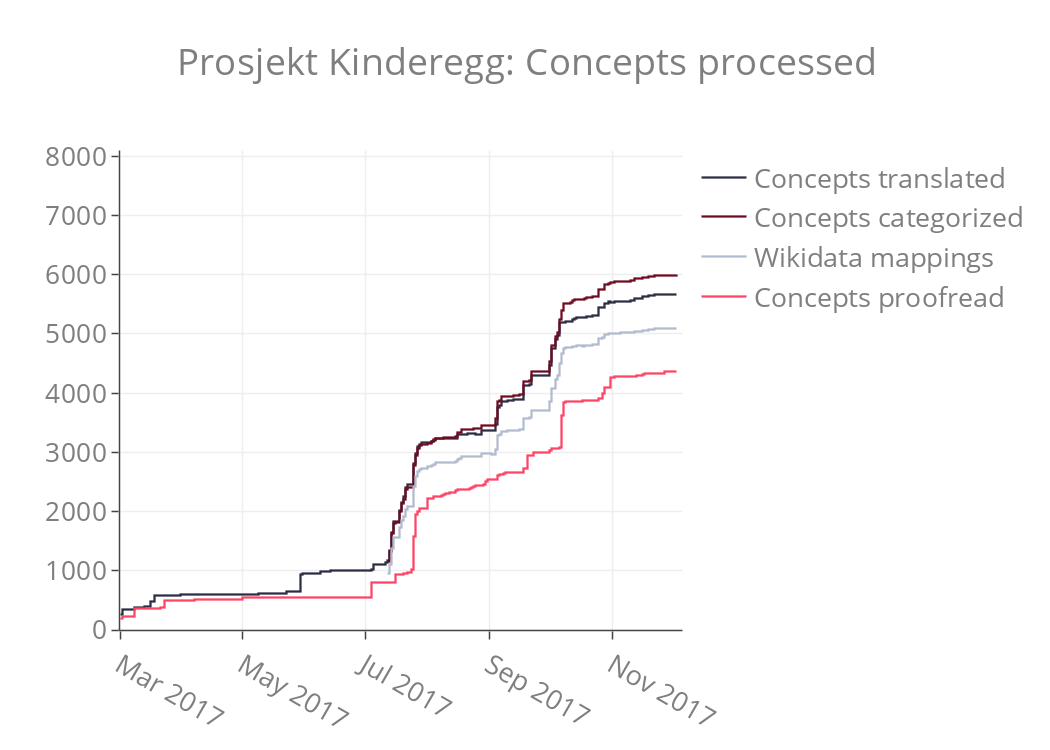 Prosjekt Kinderegg: Concepts processed
8000
7000
6000
5000
4000
3000
2000
1000
0
Mar 2017
May 2017
Jul 2017
Sep 2017
Nov 2017
Concepts translated
Concepts categorized
Wikidata mappings
Concepts proofread